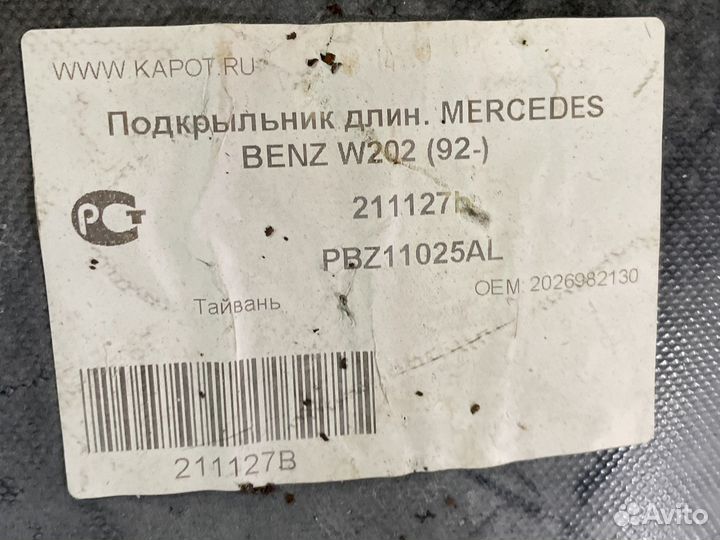 WWW KAPOT.RU
Подкрыльник длин. MERCEDES
BENZ W202 (92-)
211127b
РСТ
PBZ11025AL
OEM: 2026982130
Тайвань
211127B
Avito